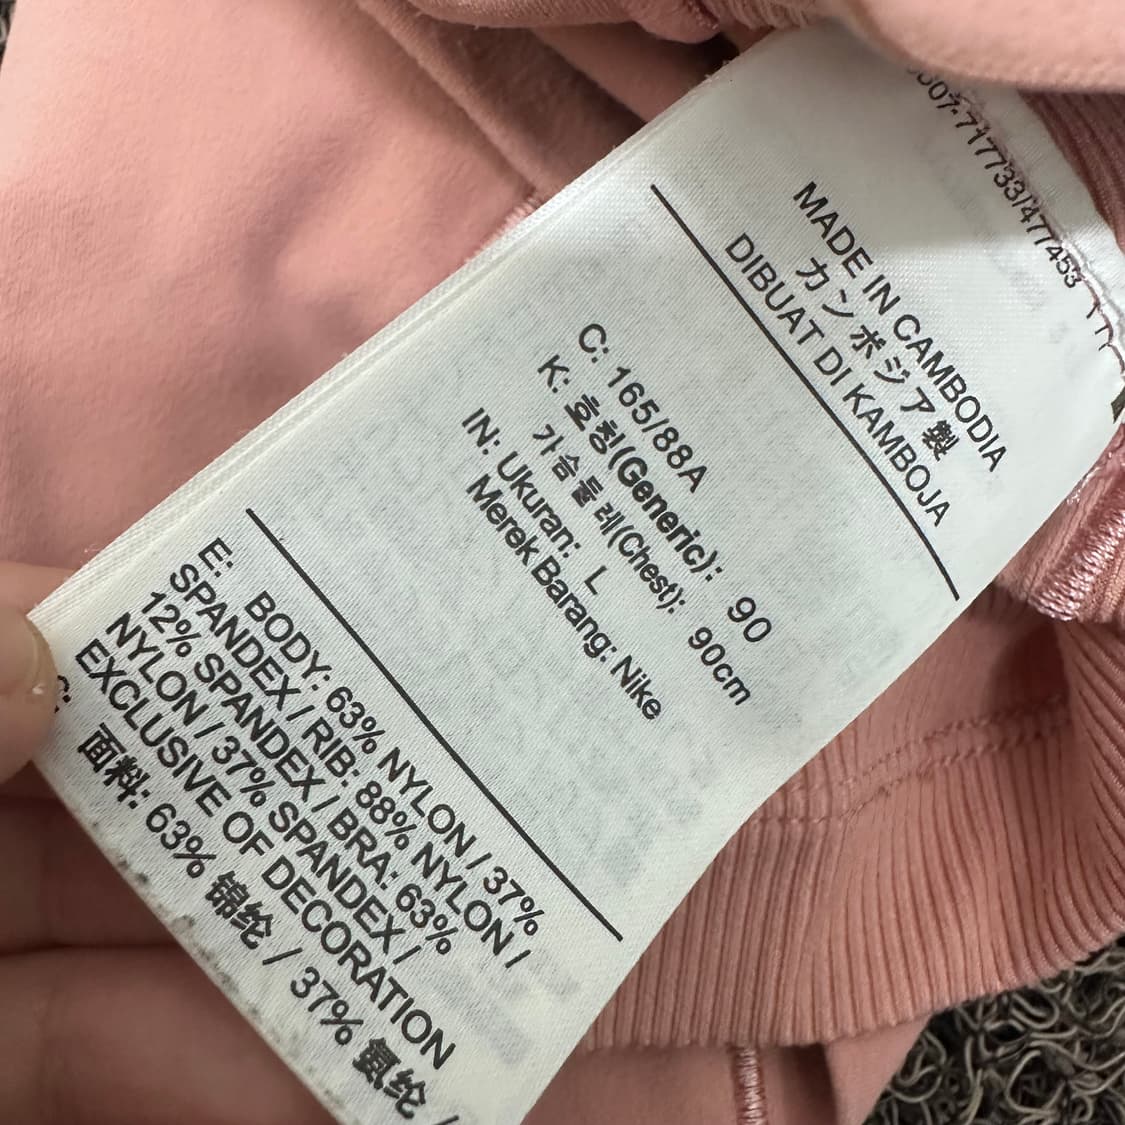 607-717733/477453
MADE IN CAMBODIA
カンボジア製
DIBUAT DI KAMBOJA
C: 165/88A
K: 호칭(Generic): 90
가슴둘레(Chest): 90cm
IN: Ukuran: L
Merek Barang: Nike
E: BODY: 63% NYLON / 37%
SPANDEX / RIB: 88% NYLON /
12% SPANDEX / BRA: 63%
NYLON / 37% SPANDEX /
EXCLUSIVE OF DECORATION
C: 面料: 63% 锦纶 / 37% 氨纶 /